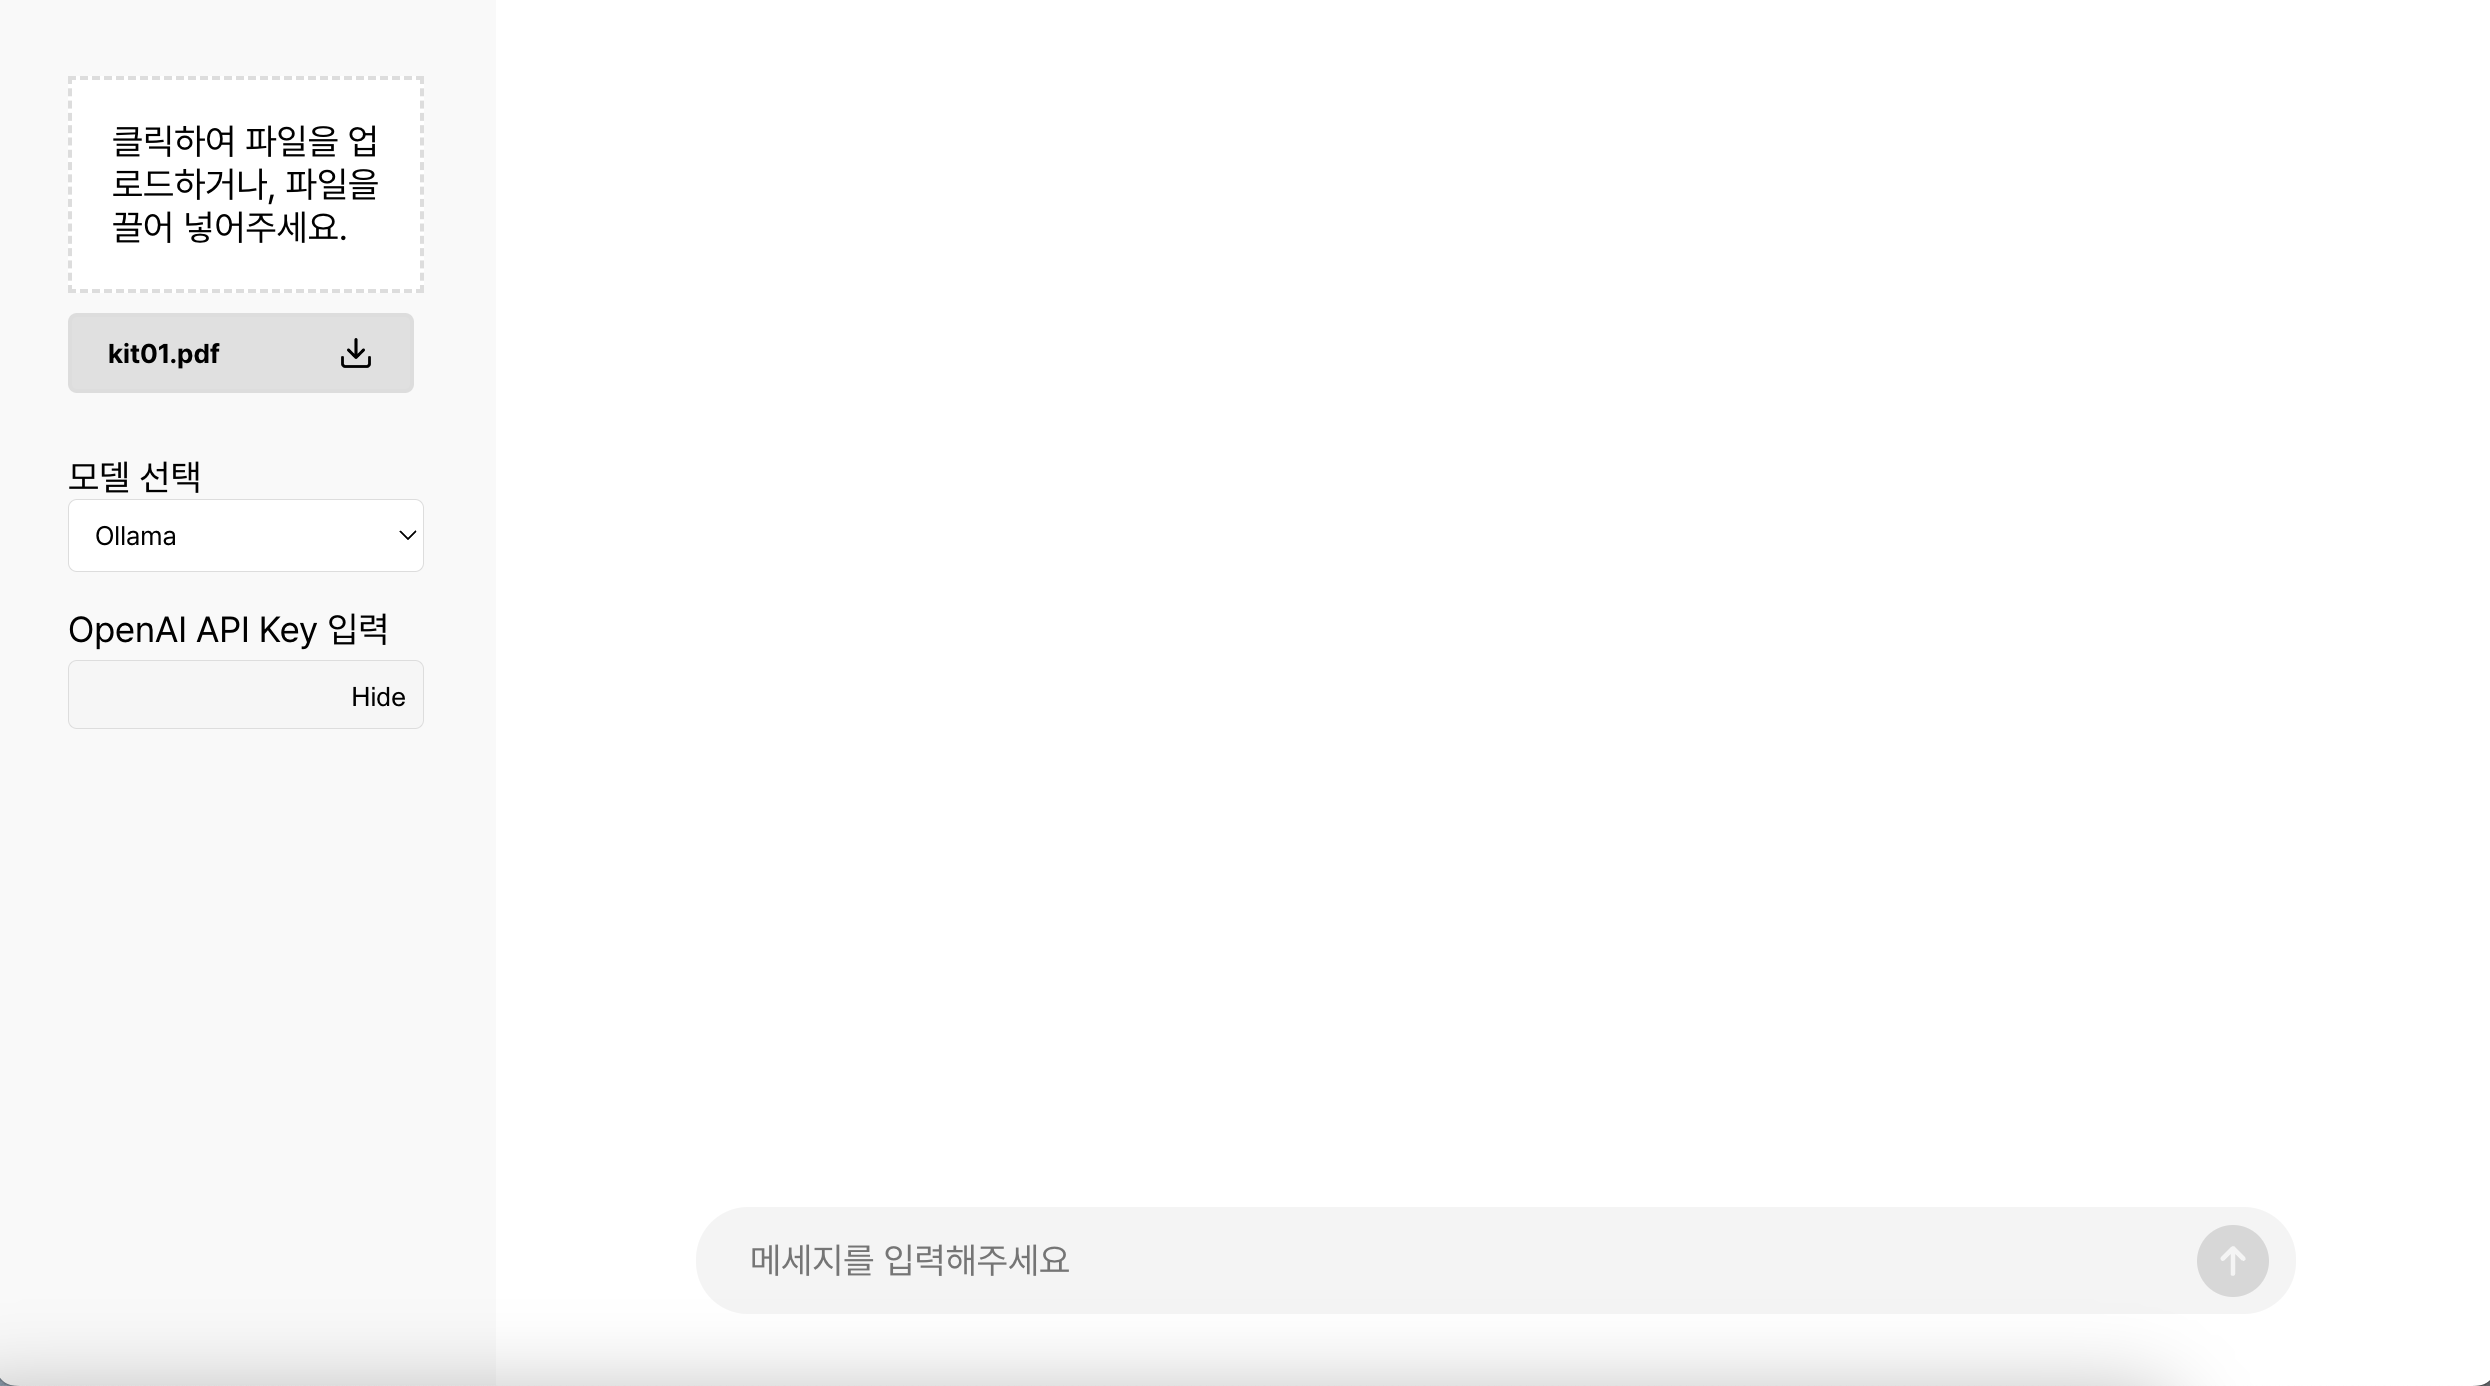 클릭하여 파일을 업
로드하거나, 파일을
끌어 넣어주세요.
kit01.pdf
모델 선택
Ollama
OpenAI API Key 입력
Hide
메세지를 입력해주세요